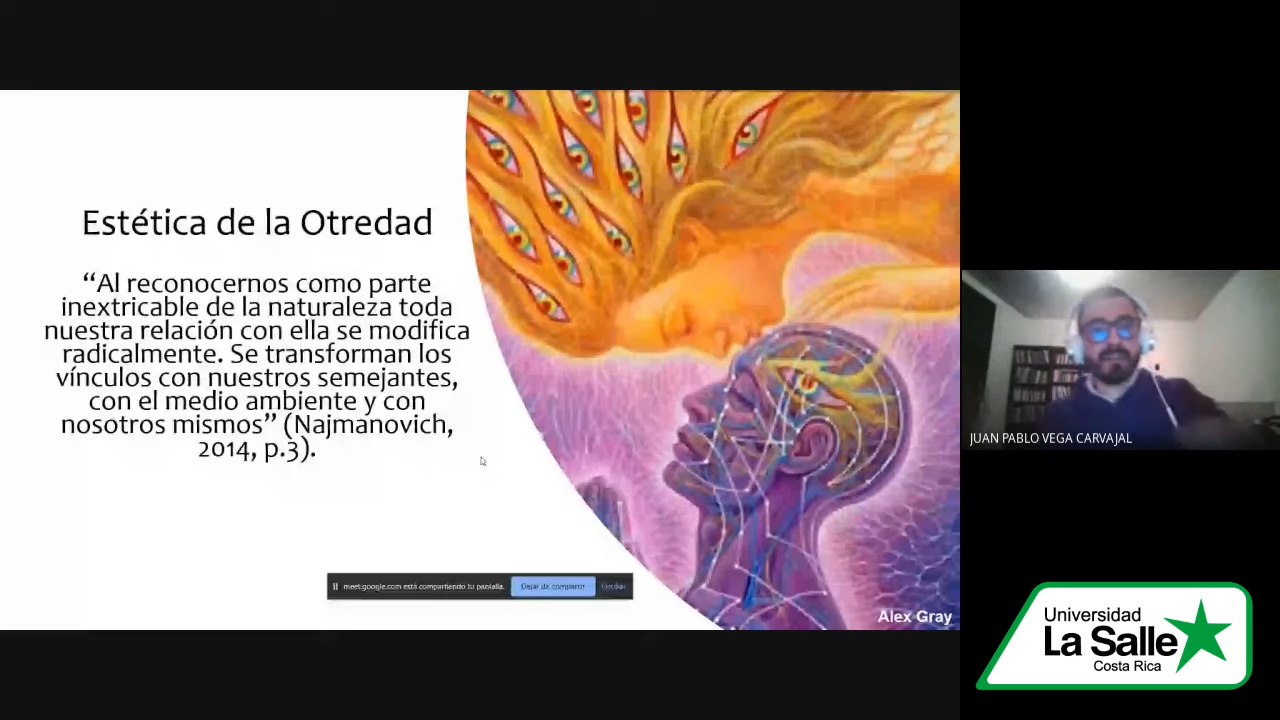 Estética de la Otredad
“Al reconocernos como parte
inextricable de la naturaleza toda
nuestra relación con ella se modifica
radicalmente. Se transforman los
vínculos con nuestros semejantes,
con el medio ambiente y con
nosotros mismos” (Najmanovich,
2014, p.3).
meet.google.com está compartiendo tu pantalla.
Dejar de compartir
Ocultar
Alex Gray
JUAN PABLO VEGA CARVAJAL
Universidad
La Salle
Costa Rica